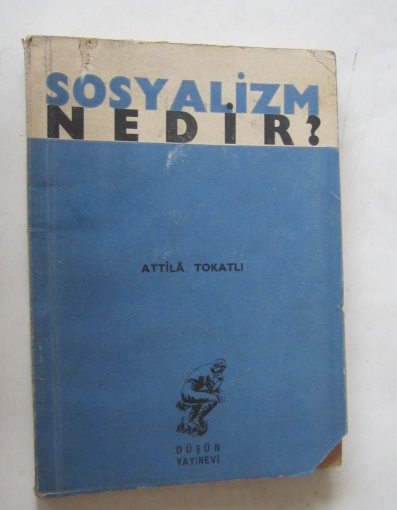 SOSYALİZM
NEDİR?
ATTİLÂ TOKATLI
DÜŞÜN
YAYINEVİ